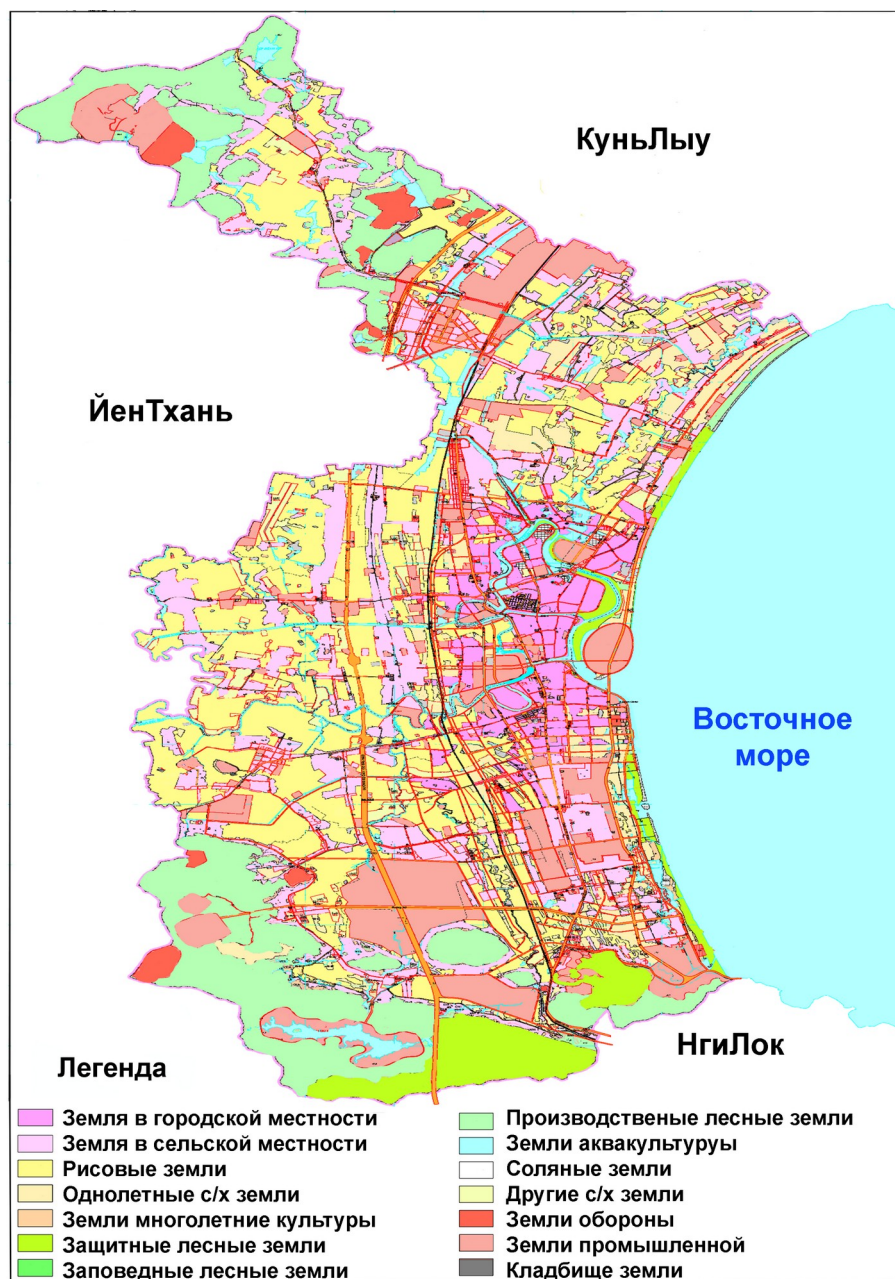 КуньЛыу
ЙенТхань
Восточное
море
НгиЛок
Легенда
Земля в городской местности
Земля в сельской местности
Рисовые земли
Однолетные с/х земли
Земли многолетние культуры
Защитные лесные земли
Заповедные лесные земли
Производственые лесные земли
Земли аквакультуруы
Соляные земли
Другие с/х земли
Земли обороны
Земли промышленной
Кладбище земли